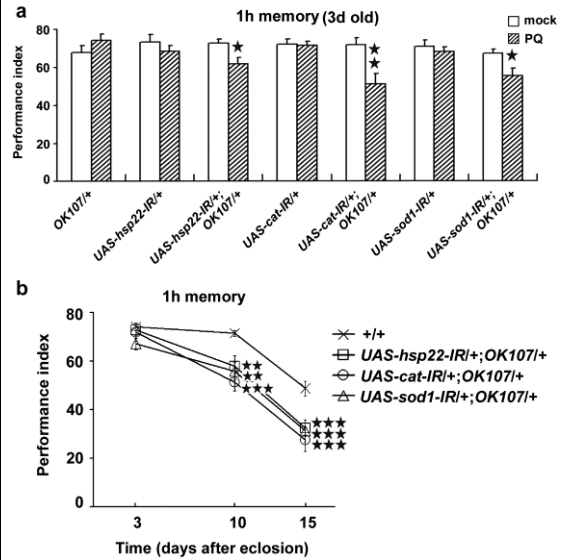 a
1h memory (3d old)
mock
PQ
Performance index
80
60
40
20
0
OK107/+
UAS-hsp22-IR/+
UAS-hsp22-IR/+;
OK107/+
UAS-cat-IR/+
UAS-cat-IR/+;
OK107/+
UAS-sod1-IR/+
UAS-sod1-IR/+;
OK107/+
★
★
★
★
b
1h memory
Performance index
80
60
40
20
0
3
10
15
Time (days after eclosion)
+/+
UAS-hsp22-IR/+;OK107/+
UAS-cat-IR/+;OK107/+
UAS-sod1-IR/+;OK107/+
★★
★★
★★★
★★★
★★★
★★★